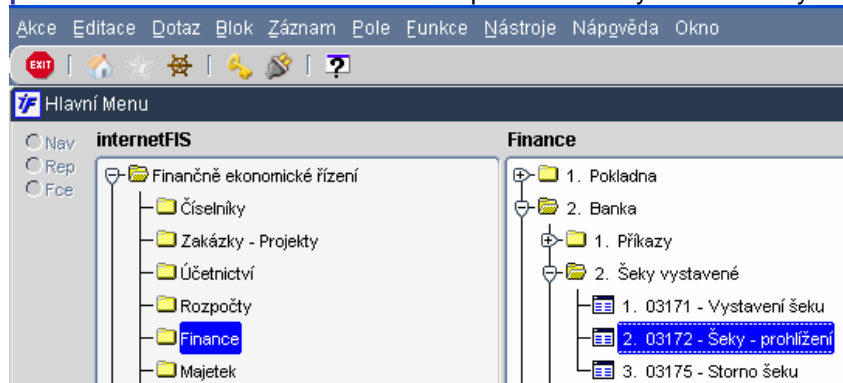 Akce Editace Dotaz Blok Záznam Pole Funkce Nástroje Nápověda Okno
EXIT
Hlavní Menu
Nav
Rep
Fce
internetFIS
Finančně ekonomické řízení
Číselníky
Zakázky - Projekty
Účetnictví
Rozpočty
Finance
Majetek
Finance
1. Pokladna
2. Banka
1. Příkazy
2. Šeky vystavené
1. 03171 - Vystavení šeku
2. 03172 - Šeky - prohlížení
3. 03175 - Storno šeku